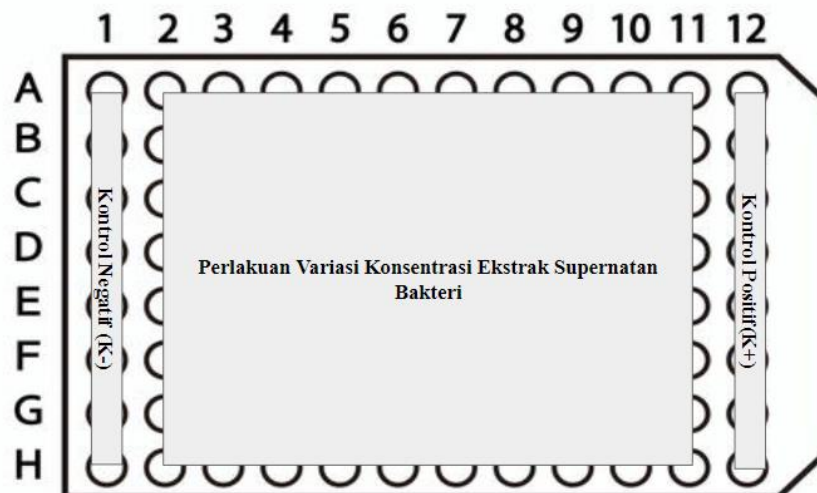 1 2 3 4 5 6 7 8 9 10 11 12
A
B
C
D
E
F
G
H
Kontrol Negatif (K-)
Perlakuan Variasi Konsentrasi Ekstrak Supernatan
Bakteri
Kontrol Positif(K+)